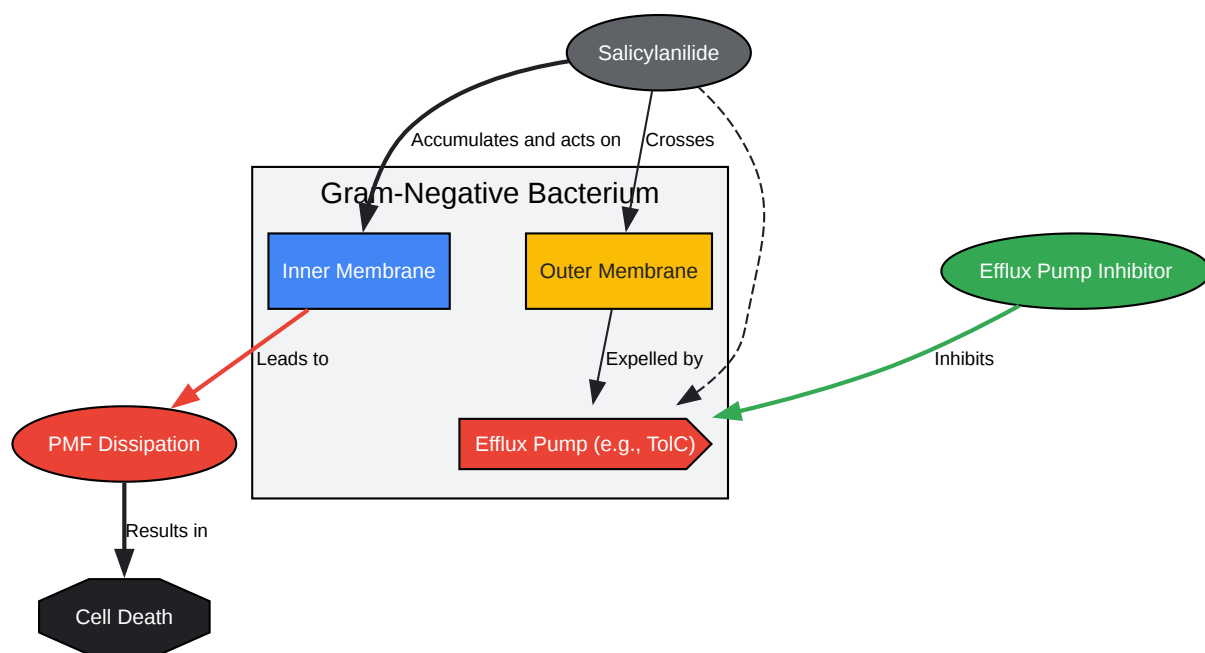 Salicylanilide
Accumulates and acts on
Crosses
Gram-Negative Bacterium
Inner Membrane
Outer Membrane
Efflux Pump Inhibitor
Leads to
Expelled by
Inhibits
PMF Dissipation
Efflux Pump (e.g., TolC)
Results in
Cell Death